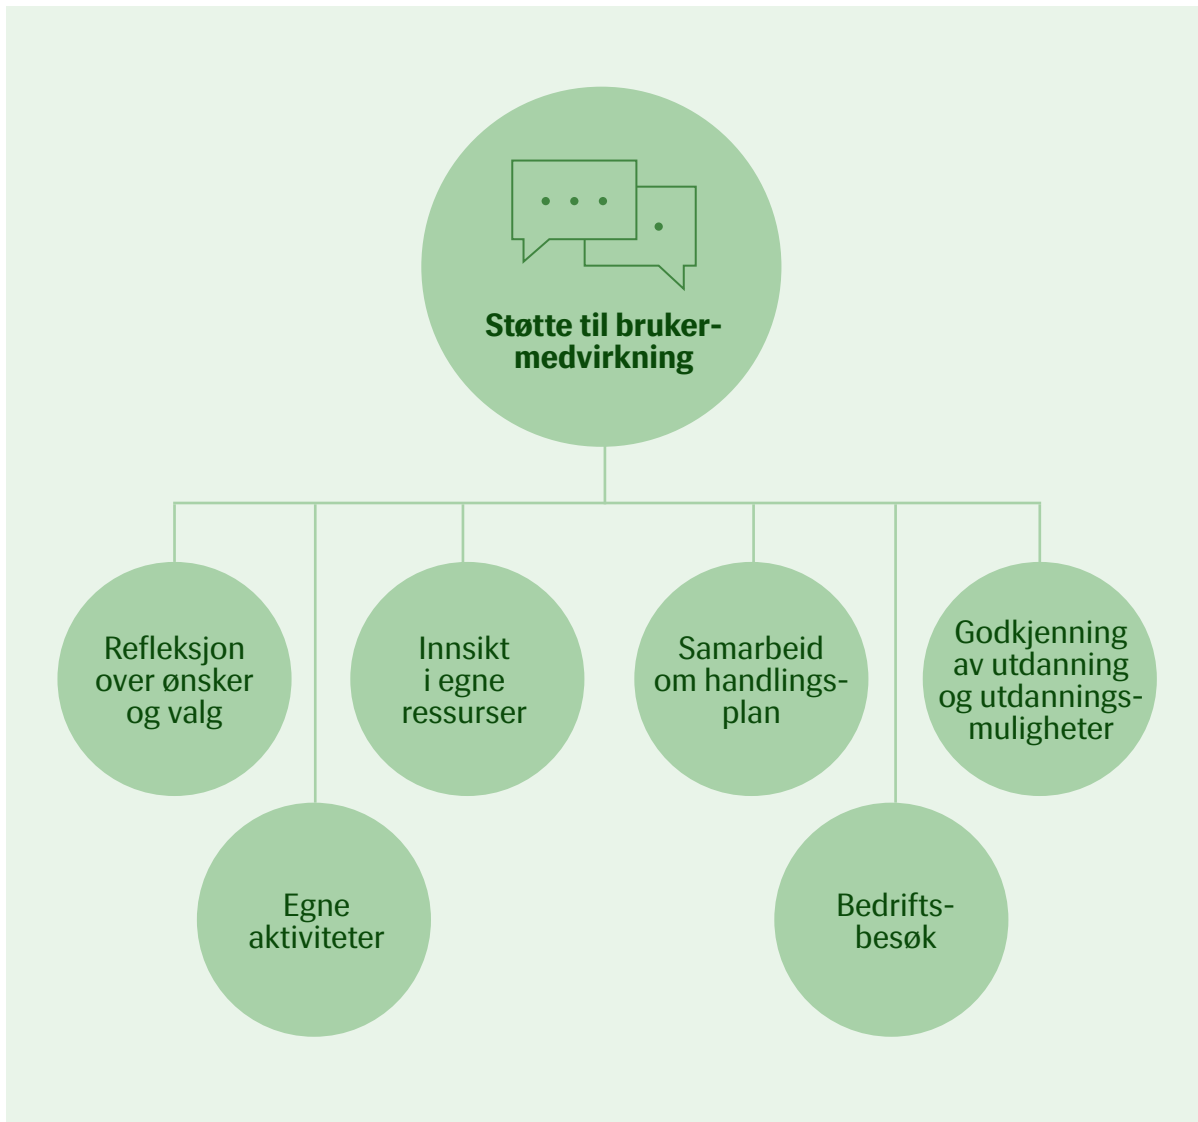 Støtte til bruker-
medvirkning
Refleksjon
over ønsker
og valg
Innsikt
i egne
ressurser
Samarbeid
om handlings-
plan
Godkjenning
av utdanning
og utdannings-
muligheter
Egne
aktiviteter
Bedrifts-
besøk